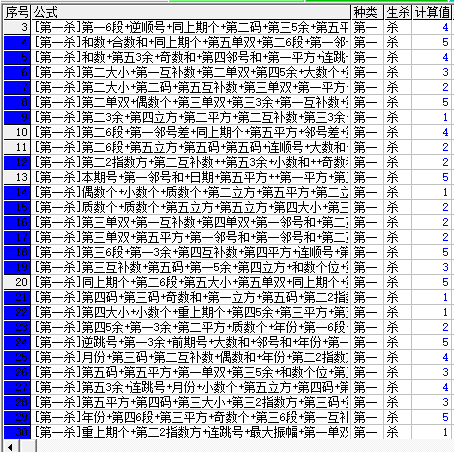 序号 公式 种类 生杀 计算值
3 [第一杀]第一6段+逆顺号+同上期个+第二码+第三5余+第五平 第一 杀 4
4 [第一杀]和数+合数和+同上期个+第五单双+第二6段+第一邻 第一 杀 5
5 [第一杀]和数+第五3余+奇数和+第四邻号和+第一平方+连跳 第一 杀 4
6 [第一杀]第二大小+第一互补数+第二单双+第四5余+大数个+ 第一 杀 3
7 [第一杀]第二大小+第二码+第五互补数+第三单双+第一平方+ 第一 杀 2
8 [第一杀]第二单双+偶数个+第三单双+第三3余+第一互补数+ 第一 杀 5
9 [第一杀]第二3余+第四立方+第二平方+第二互补数+第三3余+ 第一 杀 1
10 [第一杀]第二6段+第一邻号差+同上期个+第五平方+邻号差+ 第一 杀 4
11 [第一杀]第二6段+第五立方+第五码+第五码+连顺号+大数和 第一 杀 2
12 [第一杀]第二2指数方+第二互补数++第五3余+小数和++奇数 第一 杀 2
13 [第一杀]本期号+第一邻号和+日期+第五平方++第一平方+ 第一 杀 5
14 [第一杀]偶数个+小数个+质数个+第二立方+第五平方+第二立 第一 杀 1
15 [第一杀]质数个+质数个+第五立方+第五立方+第四大小+第三 第一 杀 2
16 [第一杀]第三单双+第一互补数+第四单双+第一邻号和+第二 第一 杀 2
17 [第一杀]第三单双+第五平方+第一邻号和+第一邻号和+第二 第一 杀 2
18 [第一杀]第三6段+第一3余+第四互补数+第四平方+连顺号+第 第一 杀 5
19 [第一杀]第三互补数+第五码+第一5余+第四立方+和数个位+ 第一 杀 3
20 [第一杀]同上期个+第二6段+第五大小+第五单双+同上期个+ 第一 杀 5
21 [第一杀]第四码+第三码+奇数和+第一立方+第五码+第二2指 第一 杀 1
22 [第一杀]第四大小+小数个+重上期个+第四5余+第三平方+第 第一 杀 1
23 [第一杀]第四5余+第一3余+第二平方+质数个+年份+第一6段+ 第一 杀 2
24 [第一杀]逆跳号+第一3余+前期号+大数和+邻号和+年份+第一 第一 杀 5
25 [第一杀]月份+第三码+第二互补数+偶数和+年份+第二2指数 第一 杀 4
26 [第一杀]第五码+第五平方+第一单双+第三5余+和数个位+第 第一 杀 3
27 [第一杀]第五3余+连跳号+月份+小数个+第五立方+第四码+ 第一 杀 4
28 [第一杀]第五平方+第四码+第三大小+第三2指数方+第三码+ 第一 杀 3
29 [第一杀]年份+第四6段+第三平方+奇数个+第三6段+第一互补 第一 杀 5
30 [第一杀]重上期个+第二2指数方+连跳号+最大振幅+第一单双 第一 杀 1